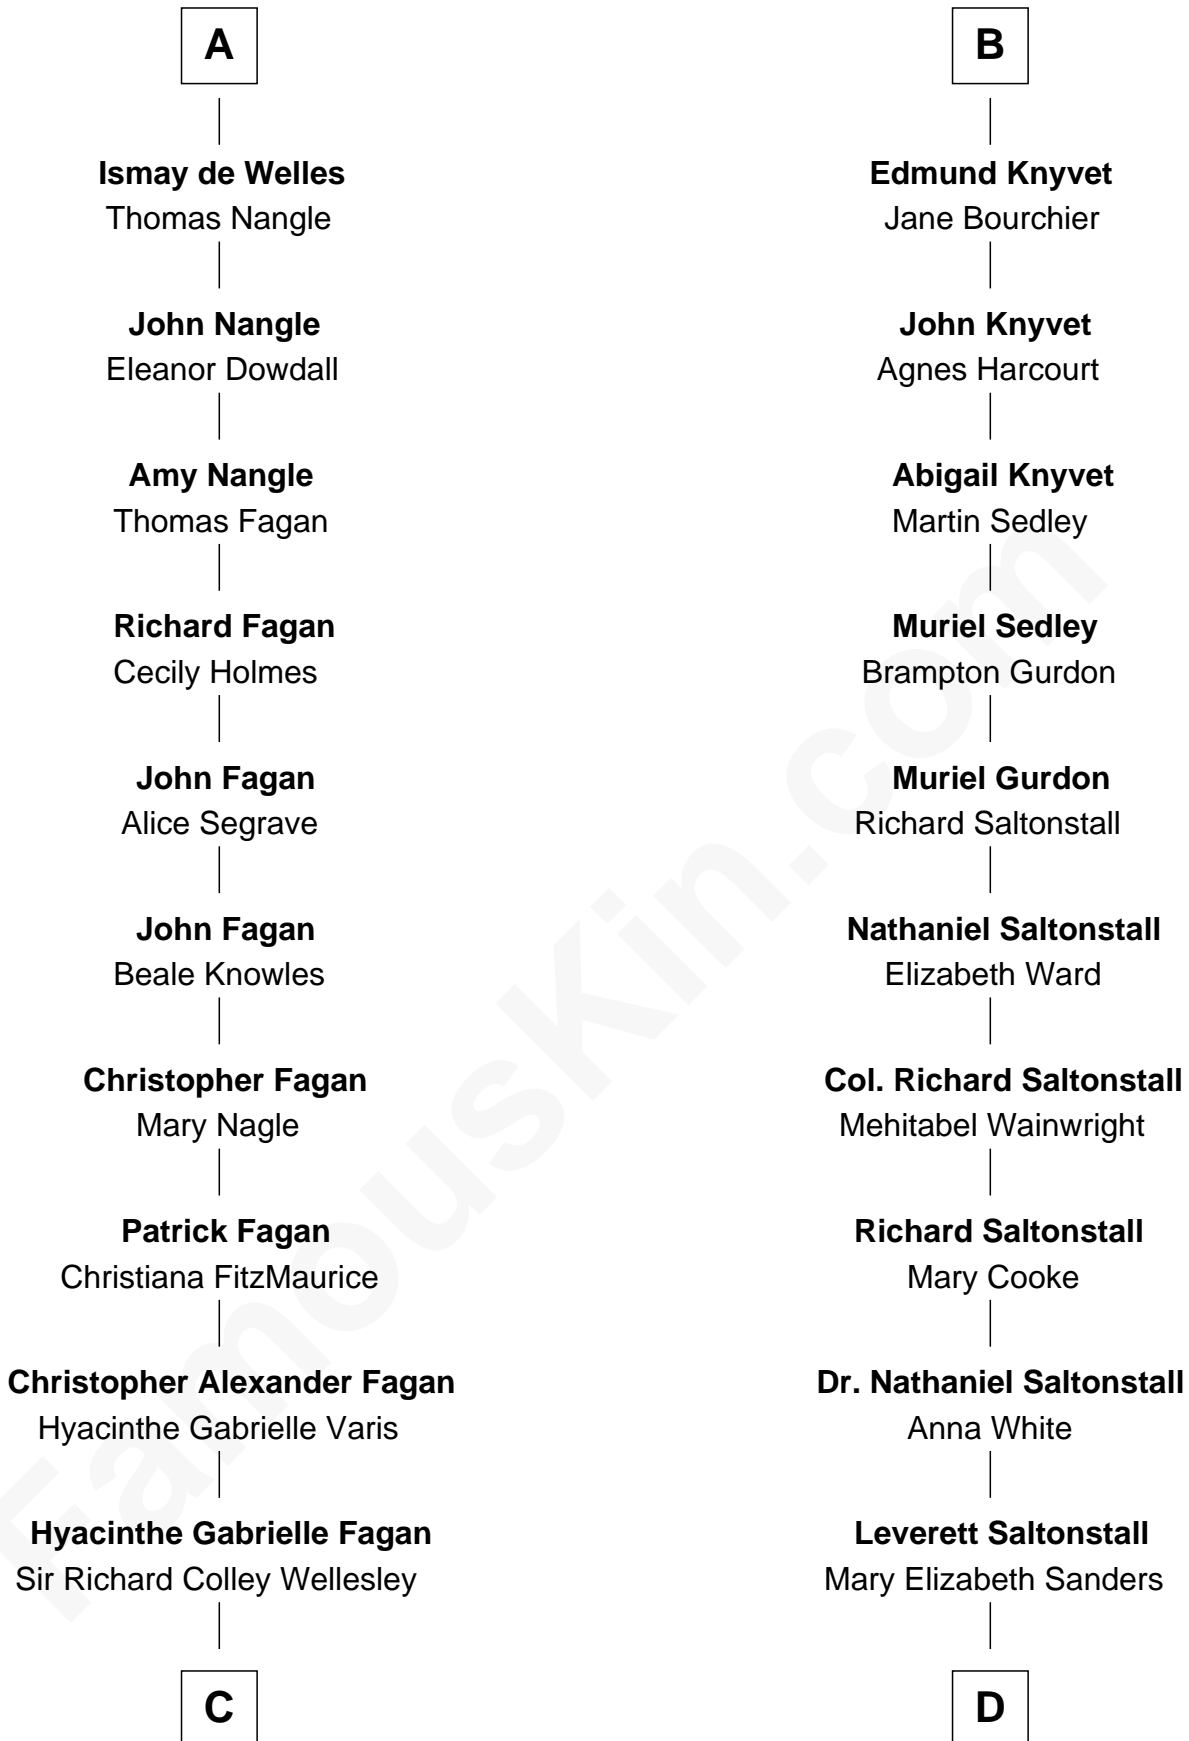 A
Ismay de Welles
Thomas Nangle
John Nangle
Eleanor Dowdall
Amy Nangle
Thomas Fagan
Richard Fagan
Cecily Holmes
John Fagan
Alice Segrave
John Fagan
Beale Knowles
Christopher Fagan
Mary Nagle
Patrick Fagan
Christiana FitzMaurice
Christopher Alexander Fagan
Hyacinthe Gabrielle Varis
Hyacinthe Gabrielle Fagan
Sir Richard Colley Wellesley
C
B
Edmund Knyvet
Jane Bourchier
John Knyvet
Agnes Harcourt
Abigail Knyvet
Martin Sedley
Muriel Sedley
Brampton Gurdon
Muriel Gurdon
Richard Saltonstall
Nathaniel Saltonstall
Elizabeth Ward
Col. Richard Saltonstall
Mehitabel Wainwright
Richard Saltonstall
Mary Cooke
Dr. Nathaniel Saltonstall
Anna White
Leverett Saltonstall
Mary Elizabeth Sanders
D
FamousKin.com